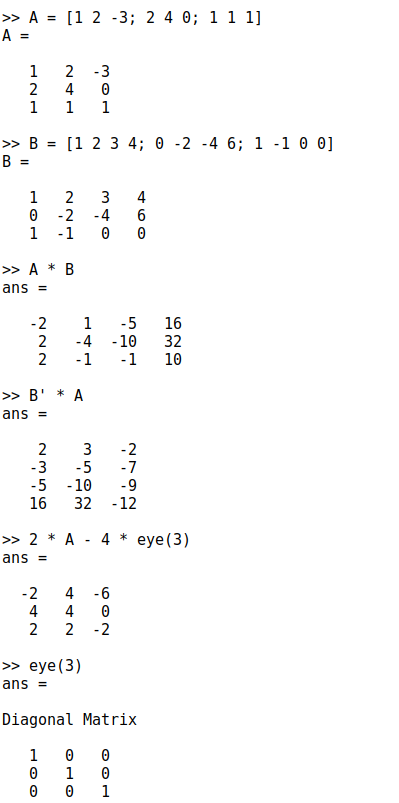 >> A = [1 2 -3; 2 4 0; 1 1 1]
A =
   1   2  -3
   2   4   0
   1   1   1
>> B = [1 2 3 4; 0 -2 -4 6; 1 -1 0 0]
B =
   1   2   3   4
   0  -2  -4   6
   1  -1   0   0
>> A * B
ans =
   -2    1   -5   16
    2   -4  -10   32
    2   -1   -1   10
>> B' * A
ans =
    2    3   -2
   -3   -5   -7
   -5  -10   -9
   16   32  -12
>> 2 * A - 4 * eye(3)
ans =
  -2   4  -6
   4   4   0
   2   2  -2
>> eye(3)
ans =
Diagonal Matrix
   1   0   0
   0   1   0
   0   0   1